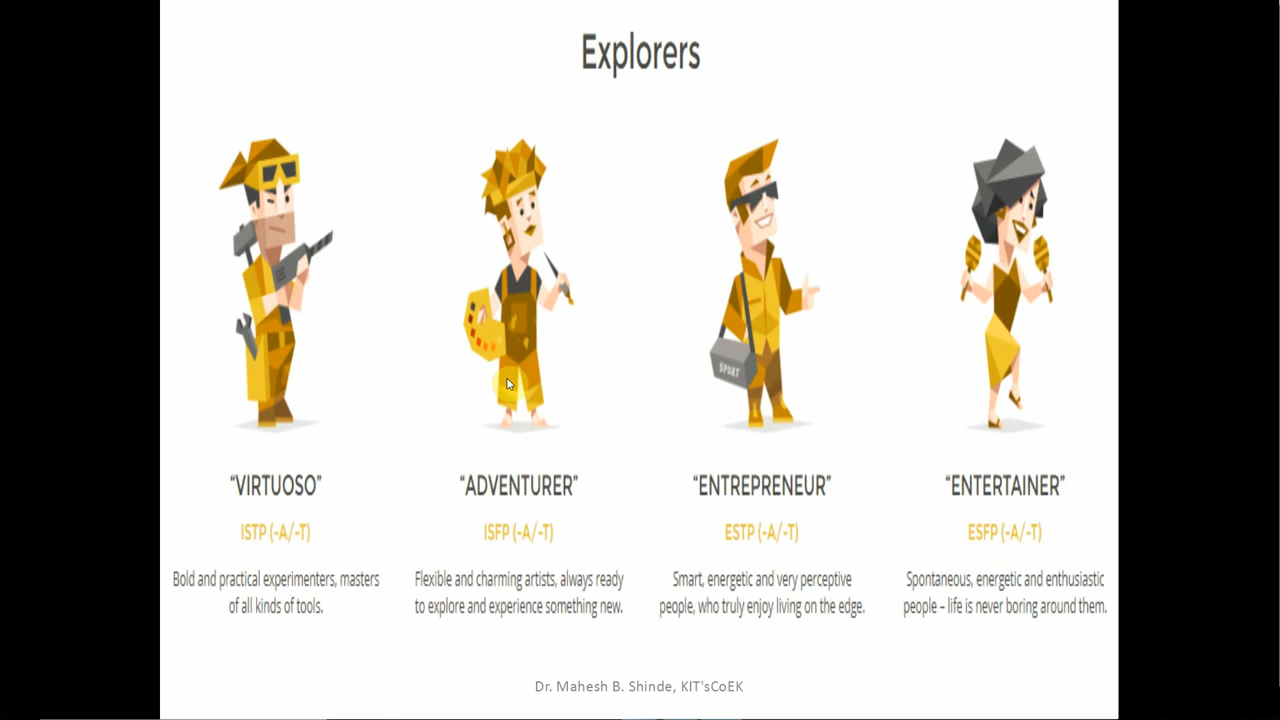 Explorers
SPORT
“VIRTUOSO”
ISTP (-A/-T)
Bold and practical experimenters, masters
of all kinds of tools.
“ADVENTURER”
ISFP (-A/-T)
Flexible and charming artists, always ready
to explore and experience something new.
“ENTREPRENEUR”
ESTP (-A/-T)
Smart, energetic and very perceptive
people, who truly enjoy living on the edge.
“ENTERTAINER”
ESFP (-A/-T)
Spontaneous, energetic and enthusiastic
people – life is never boring around them.
Dr. Mahesh B. Shinde, KIT'sCoEK